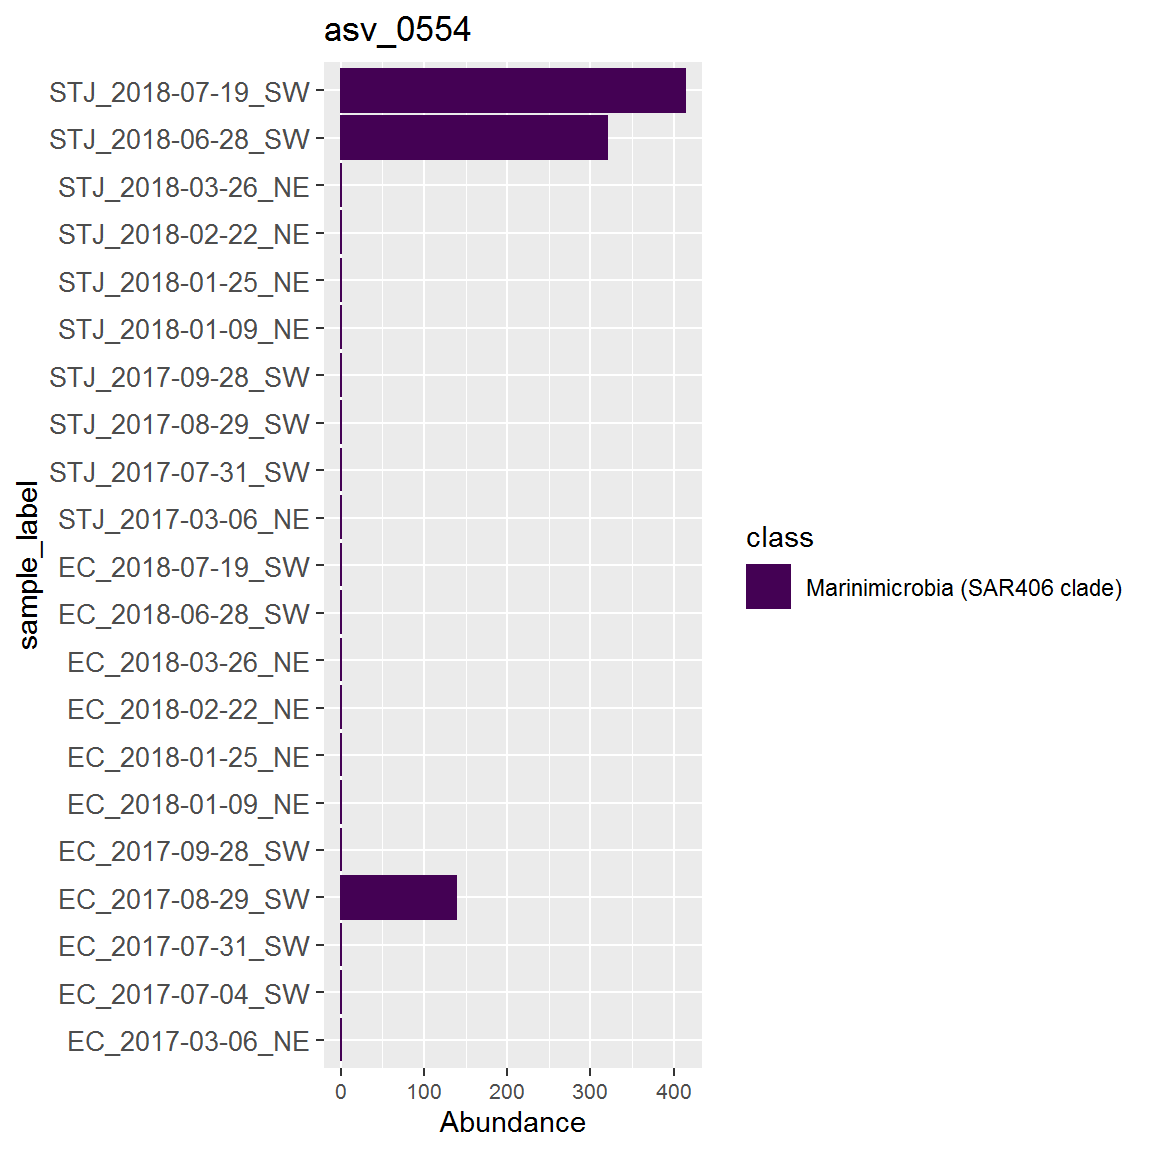 asv_0554
STJ_2018-07-19_SW
STJ_2018-06-28_SW
STJ_2018-03-26_NE
STJ_2018-02-22_NE
STJ_2018-01-25_NE
STJ_2018-01-09_NE
STJ_2017-09-28_SW
STJ_2017-08-29_SW
STJ_2017-07-31_SW
STJ_2017-03-06_NE
EC_2018-07-19_SW
EC_2018-06-28_SW
EC_2018-03-26_NE
EC_2018-02-22_NE
EC_2018-01-25_NE
EC_2018-01-09_NE
EC_2017-09-28_SW
EC_2017-08-29_SW
EC_2017-07-31_SW
EC_2017-07-04_SW
EC_2017-03-06_NE
sample_label
0 100 200 300 400
Abundance
class
Marinimicrobia (SAR406 clade)